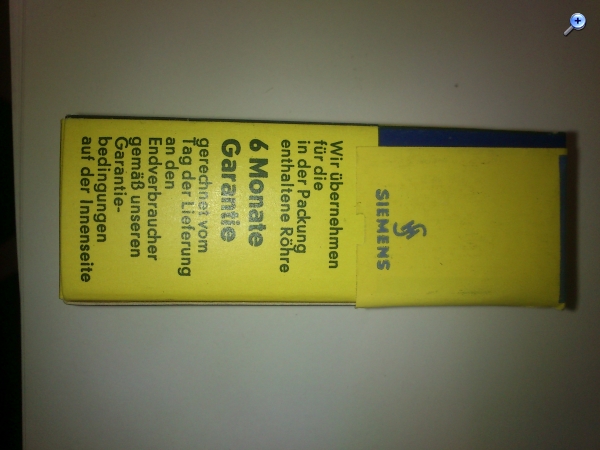 SIEMENS
Wir übernehmen
für die
in der Packung
enthaltene Röhre
6 Monate
Garantie
gerechnet vom
Tag der Lieferung
an den
Endverbraucher
gemäß unseren
Garantie-
bedingungen
auf der Innenseite